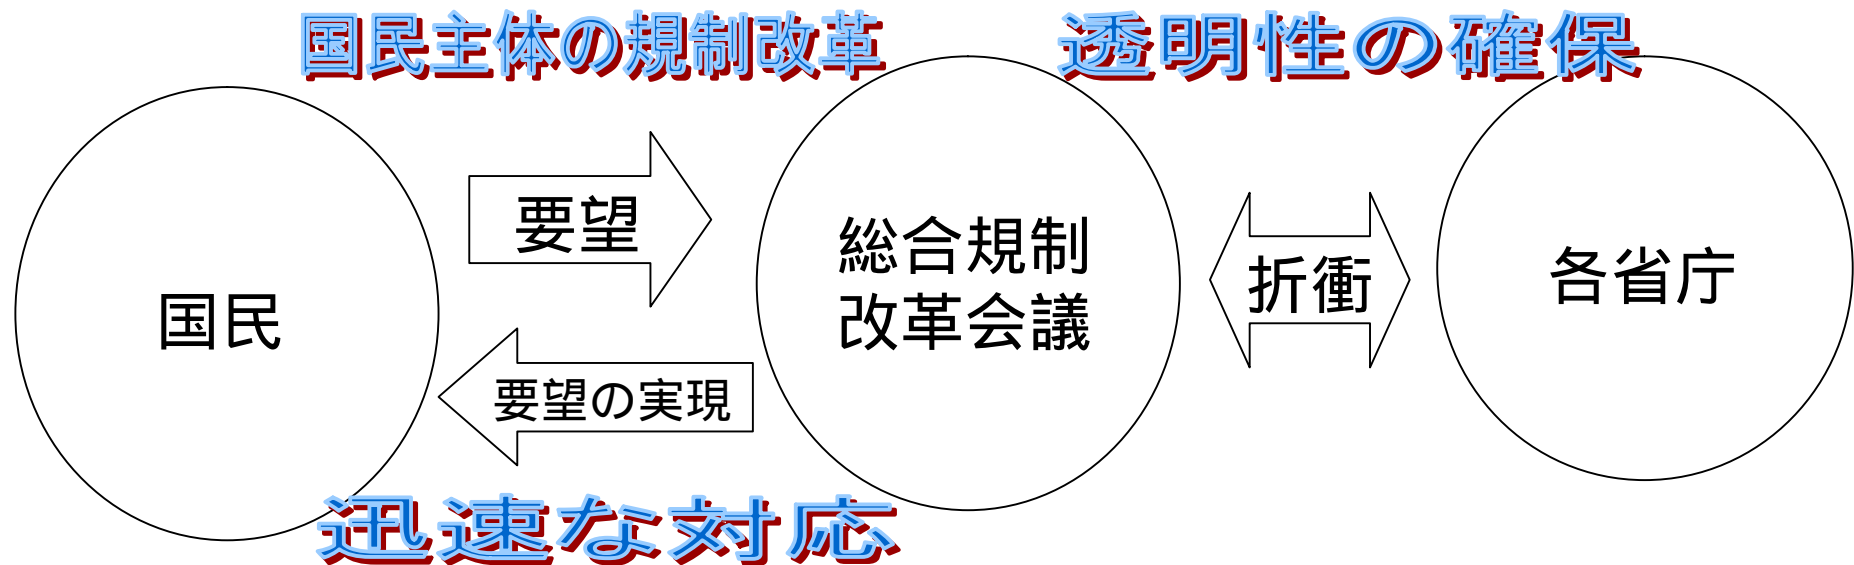 国民主体の規制改革
透明性の確保
国民
要望
要望の実現
総合規制
改革会議
折衝
各省庁
迅速な対応